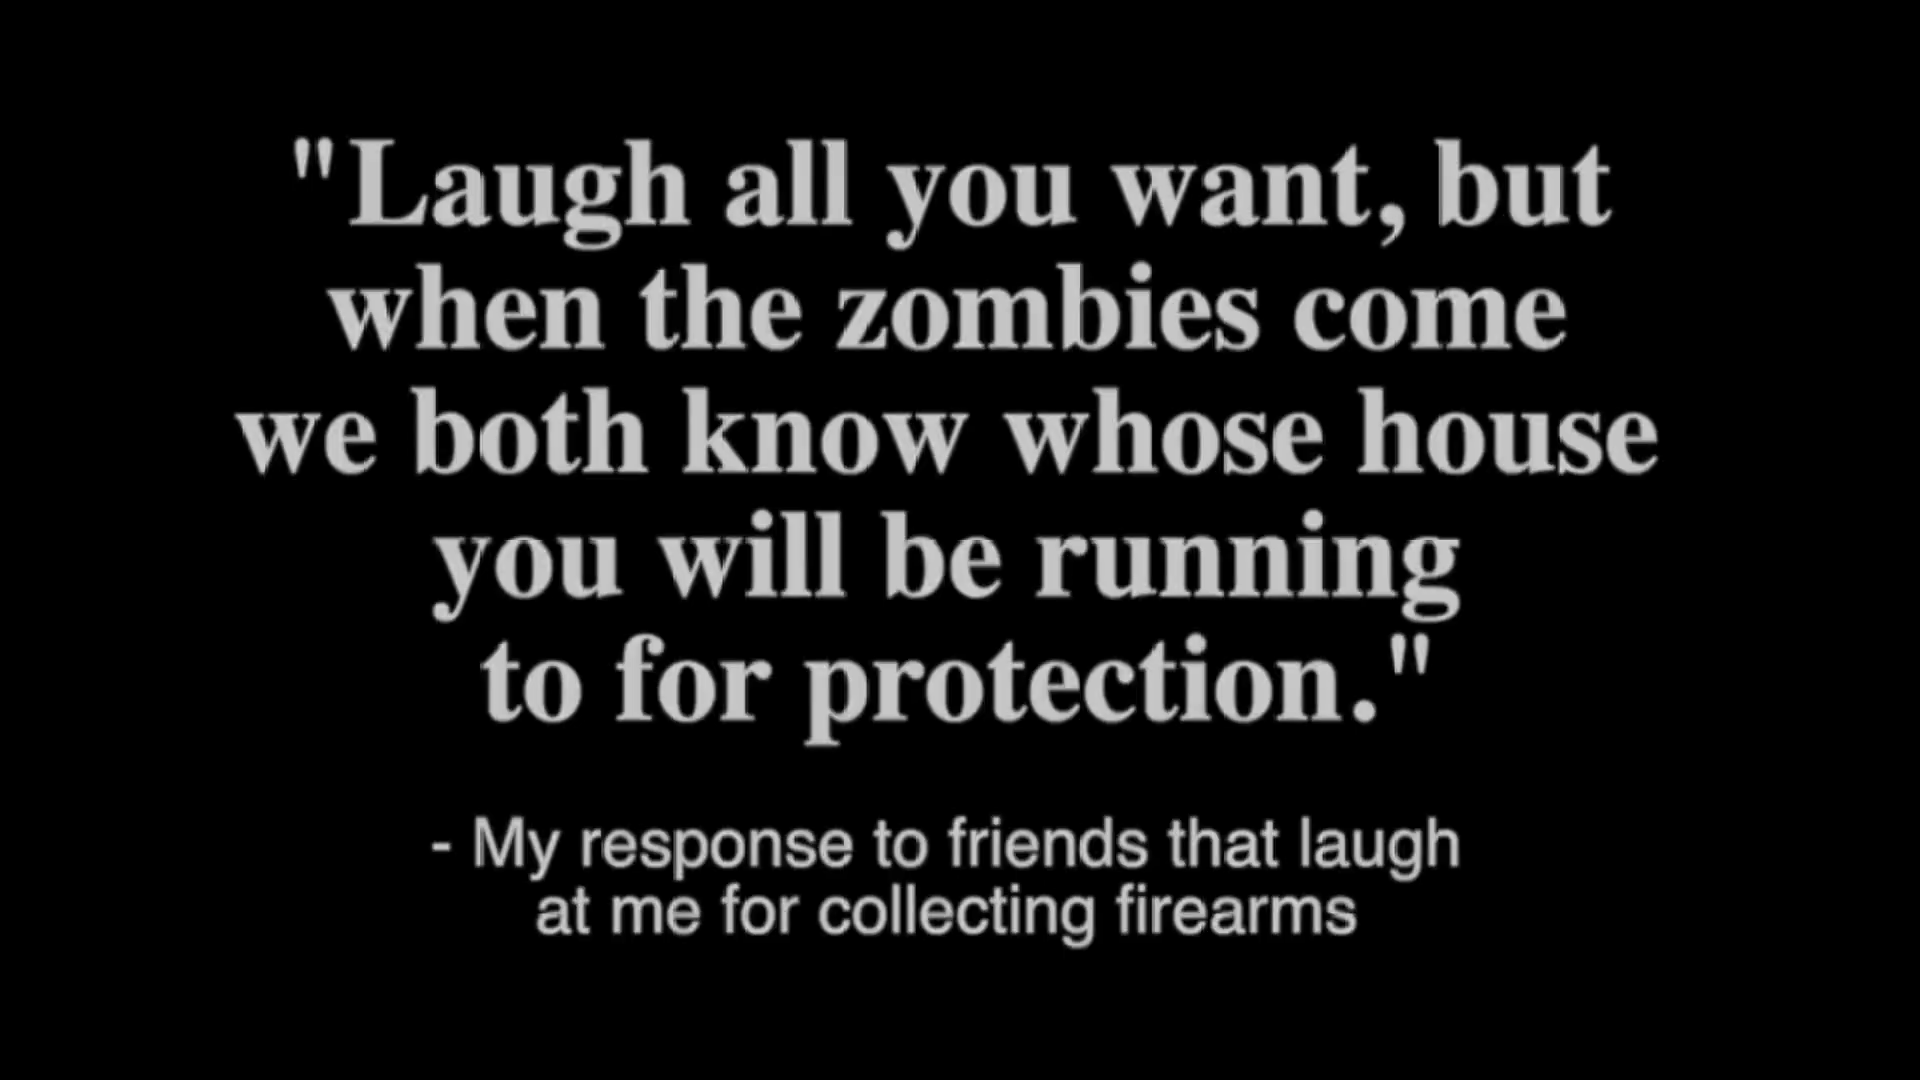 "Laugh all you want, but
when the zombies come
we both know whose house
you will be running
to for protection."
- My response to friends that laugh
at me for collecting firearms